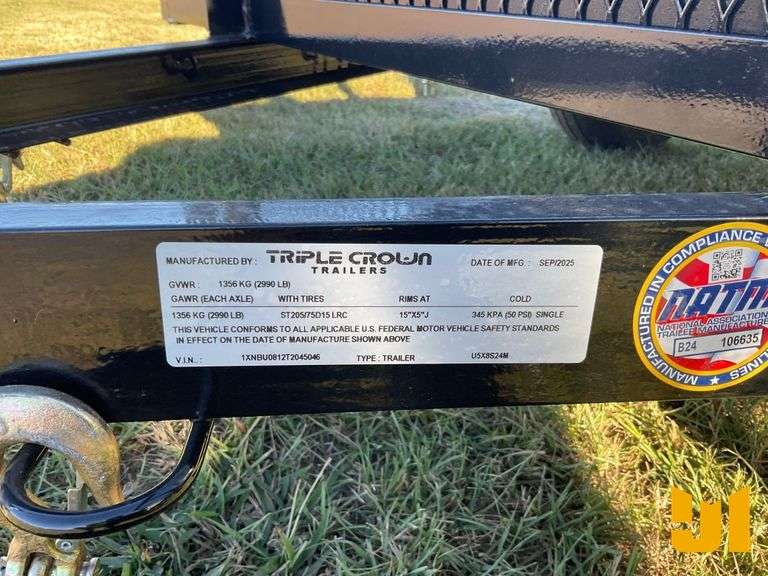 MANUFACTURED BY : TRIPLE CROWN TRAILERS DATE OF MFG. : SEP/2025
GVWR : 1356 KG (2990 LB)
GAWR (EACH AXLE) WITH TIRES RIMS AT COLD
1356 KG (2990 LB) ST205/75D15 LRC 15"X5"J 345 KPA (50 PSI) SINGLE
THIS VEHICLE CONFORMS TO ALL APPLICABLE U.S. FEDERAL MOTOR VEHICLE SAFETY STANDARDS
IN EFFECT ON THE DATE OF MANUFACTURE SHOWN ABOVE
V.I.N. : 1XNBU0812T2045046 TYPE : TRAILER U5X8S24M
MANUFACTURED IN COMPLIANCE
NATM
NATIONAL ASSOCIATION
TRAILER MANUFACTURE
B24 106635